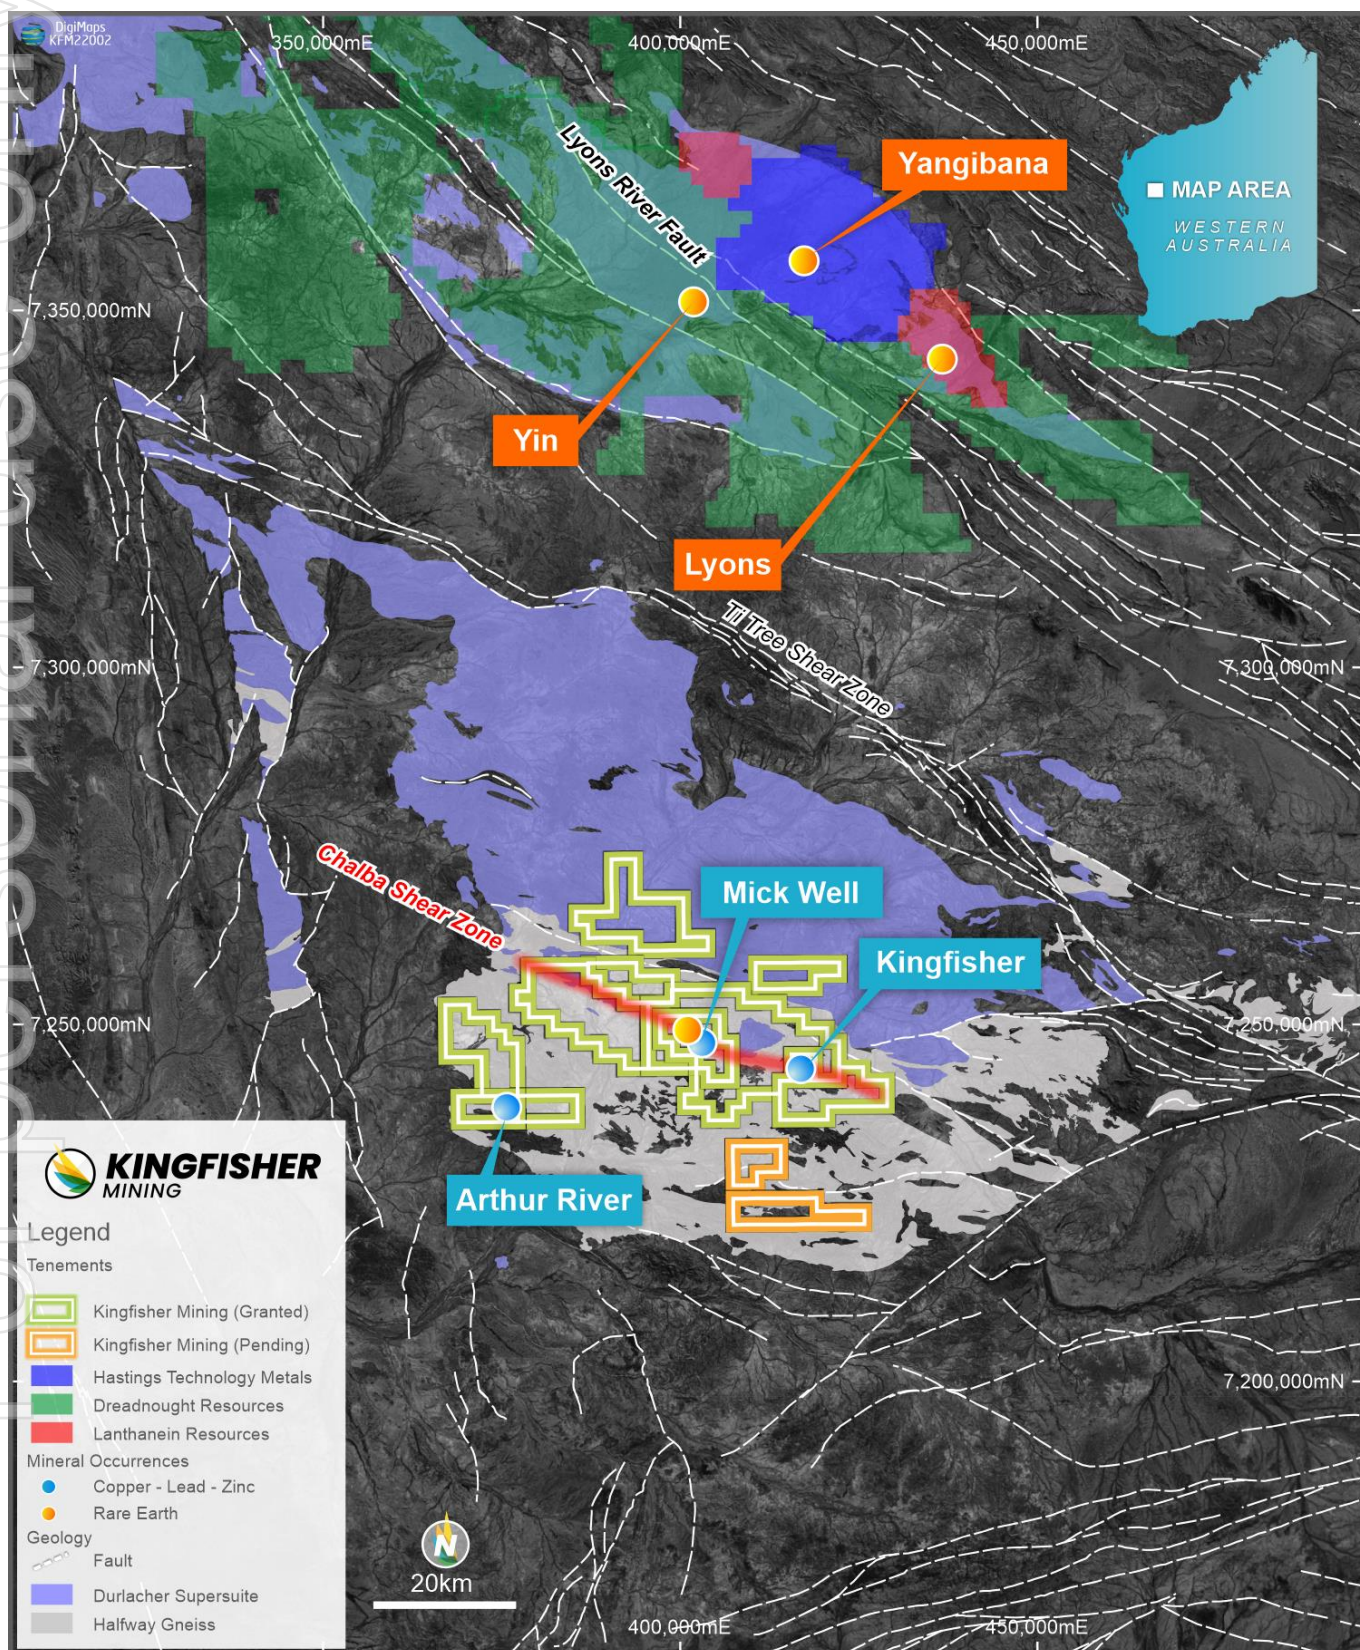 DigiMaps
KFM22002
350,000mE
400,000mE
450,000mE
Lyons River Fault
Yangibana
MAP AREA
WESTERN
AUSTRALIA
7,350,000mN
Yin
Lyons
Ti Tree Shear Zone
7,300,000mN
7,300,000mN
Chalba Shear Zone
Mick Well
Kingfisher
7,250,000mN
7,250,000mN
Arthur River
KINGFISHER
MINING
Legend
Tenements
Kingfisher Mining (Granted)
Kingfisher Mining (Pending)
Hastings Technology Metals
Dreadnought Resources
Lanthanein Resources
Mineral Occurrences
Copper - Lead - Zinc
Rare Earth
Geology
Fault
Durlacher Supersuite
Halfway Gneiss
7,200,000mN
N
20km
400,000mE
450,000mE